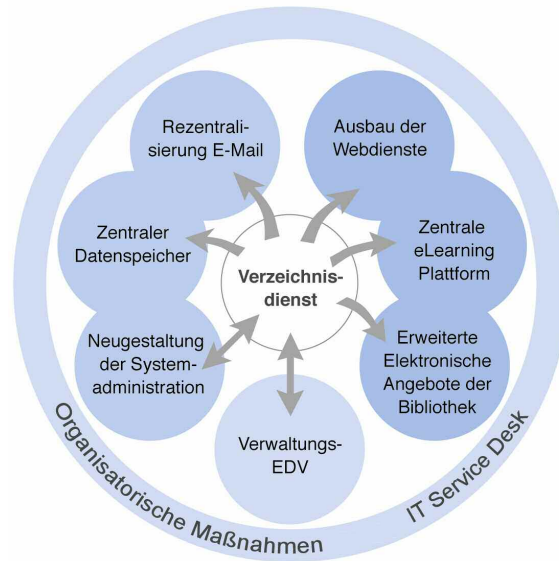 Rezentrali-
sierung E-Mail
Ausbau der
Webdienste
Zentraler
Datenspeicher
Zentrale
eLearning
Plattform
Verzeichnis-
dienst
Neugestaltung
der System-
administration
Erweiterte
Elektronische
Angebote der
Bibliothek
Verwaltungs-
EDV
Organisatorische Maßnahmen
IT Service Desk